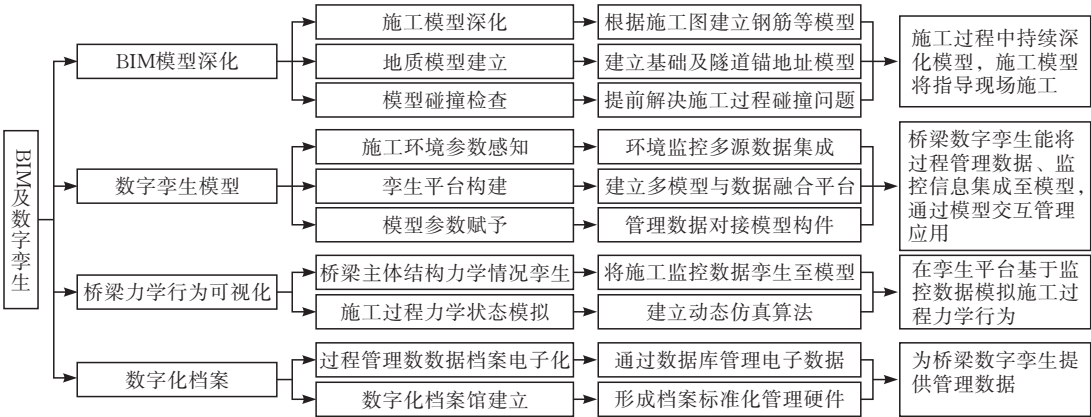 BIM及数字孪生
BIM模型深化
施工模型深化
根据施工图建立钢筋等模型
地质模型建立
建立基础及隧道锚地址模型
模型碰撞检查
提前解决施工过程碰撞问题
施工过程中持续深
化模型，施工模型
将指导现场施工
数字孪生模型
施工环境参数感知
环境监控多源数据集成
孪生平台构建
建立多模型与数据融合平台
模型参数赋予
管理数据对接模型构件
桥梁数字孪生能将
过程管理数据、监
控信息集成至模型，
通过模型交互管理
应用
桥梁力学行为可视化
桥梁主体结构力学情况孪生
将施工监控数据孪生至模型
施工过程力学状态模拟
建立动态仿真算法
在孪生平台基于监
控数据模拟施工过
程力学行为
数字化档案
过程管理数数据档案电子化
通过数据库管理电子数据
数字化档案馆建立
形成档案标准化管理硬件
为桥梁数字孪生提
供管理数据